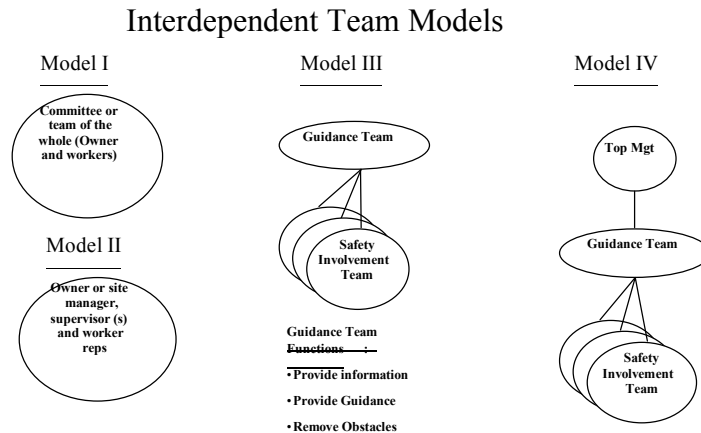 Interdependent Team Models
Model I
Committee or
team of the
whole (Owner
and workers)
Model II
Owner or site
manager,
supervisor (s)
and worker
reps
Model III
Guidance Team
Safety
Involvement
Team
Guidance Team
Functions :
•Provide information
•Provide Guidance
•Remove Obstacles
Model IV
Top Mgt
Guidance Team
Safety
Involvement
Team